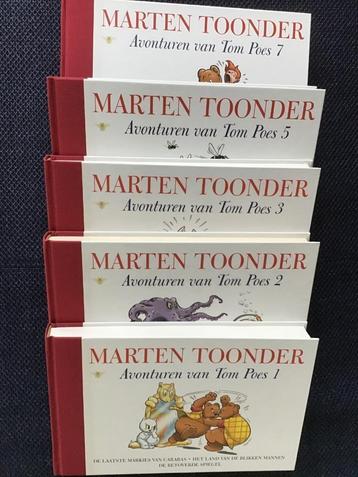 MARTEN TOONDER
Avonturen van Tom Poes 7
MARTEN TOONDER
Avonturen van Tom Poes 5
MARTEN TOONDER
Avonturen van Tom Poes 3
MARTEN TOONDER
Avonturen van Tom Poes 2
MARTEN TOONDER
Avonturen van Tom Poes 1
DE LAATSTE MARKIES VAN CARABAS · HET LAND VAN DE BLIKKEN MANNEN
DE BETOVERDE SPIEGEL